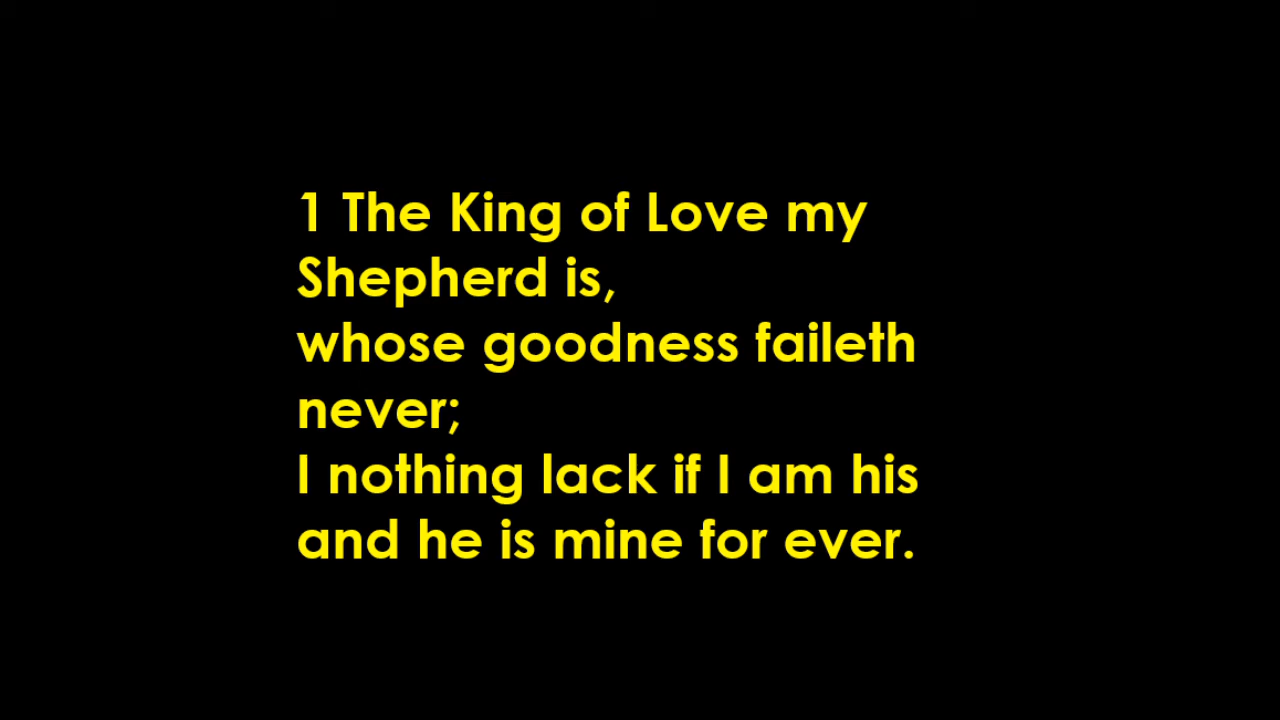 1 The King of Love my
Shepherd is,
whose goodness faileth
never;
I nothing lack if I am his
and he is mine for ever.